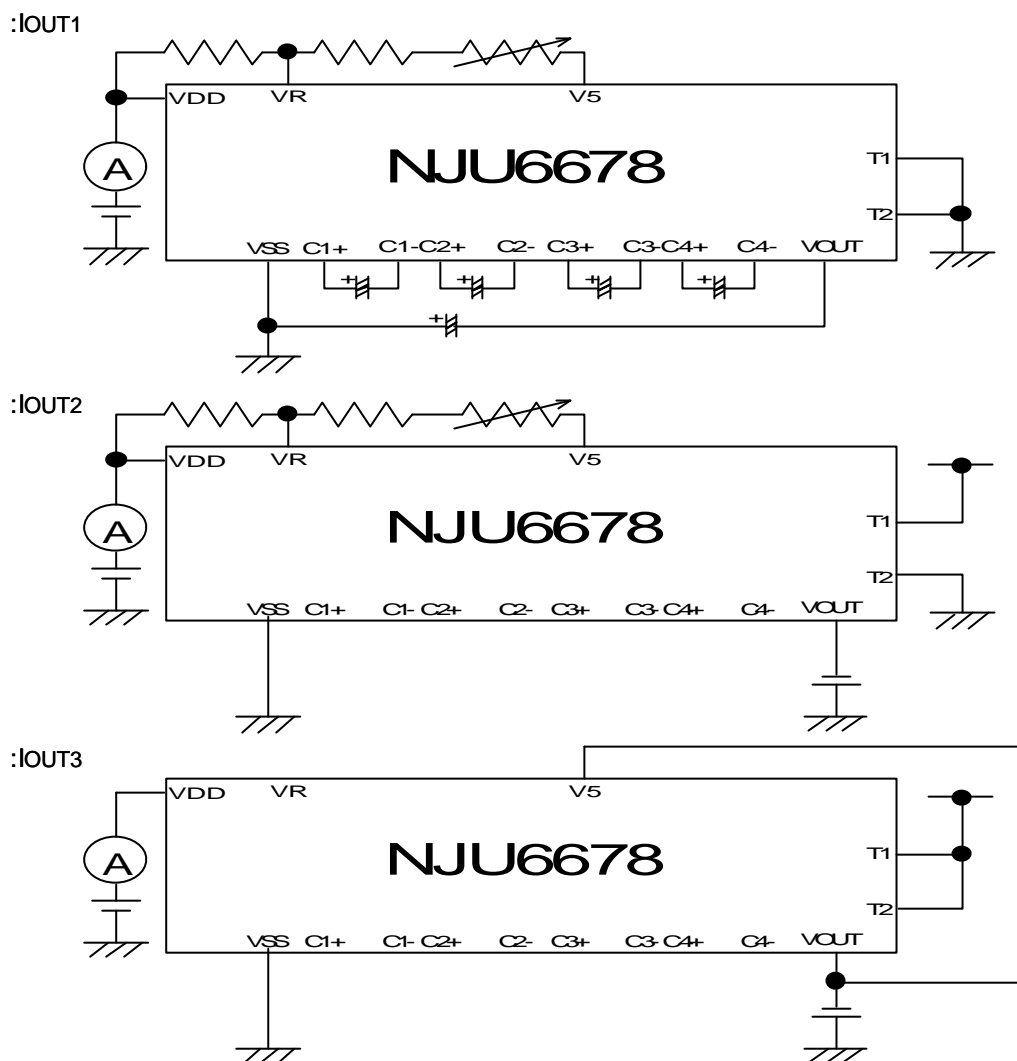 :IOUT1
VDD VR V5
A NJU6678 T1
T2
VSS C1+ C1- C2+ C2- C3+ C3- C4+ C4- VOUT
+ + + +
+
:IOUT2
VDD VR V5
A NJU6678 T1
T2
VSS C1+ C1- C2+ C2- C3+ C3- C4+ C4- VOUT
:IOUT3
VDD VR V5
A NJU6678 T1
T2
VSS C1+ C1- C2+ C2- C3+ C3- C4+ C4- VOUT